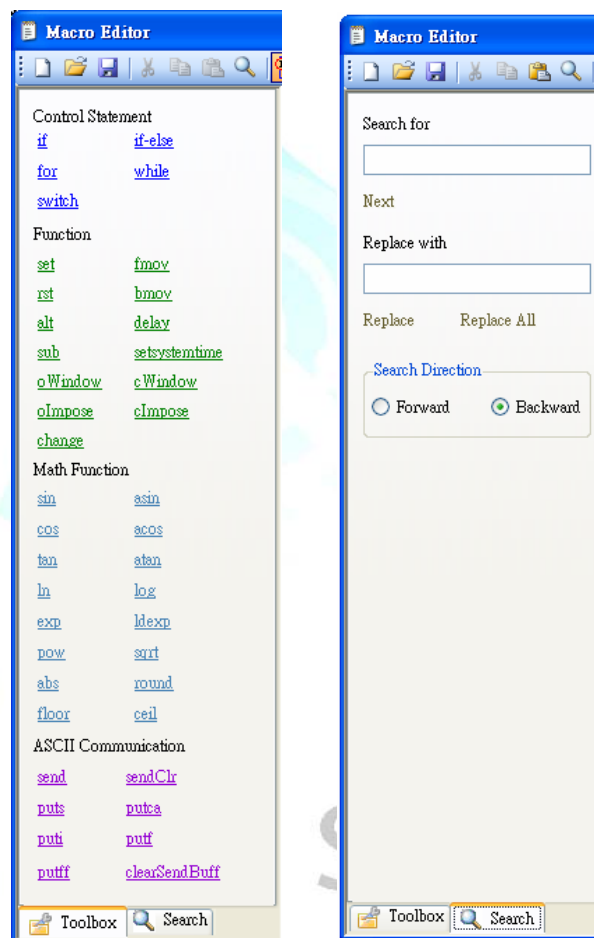 Macro Editor
Control Statement
if if-else
for while
switch
Function
set fmov
rst bmov
alt delay
sub setsystemtime
oWindow cWindow
oImpose cImpose
change
Math Function
sin asin
cos acos
tan atan
ln log
exp ldexp
pow sqrt
abs round
floor ceil
ASCII Communication
send sendClr
puts putca
puti putf
putff clearSendBuff
Toolbox Search
Macro Editor
Search for
Next
Replace with
Replace Replace All
Search Direction
Forward Backward
Toolbox Search